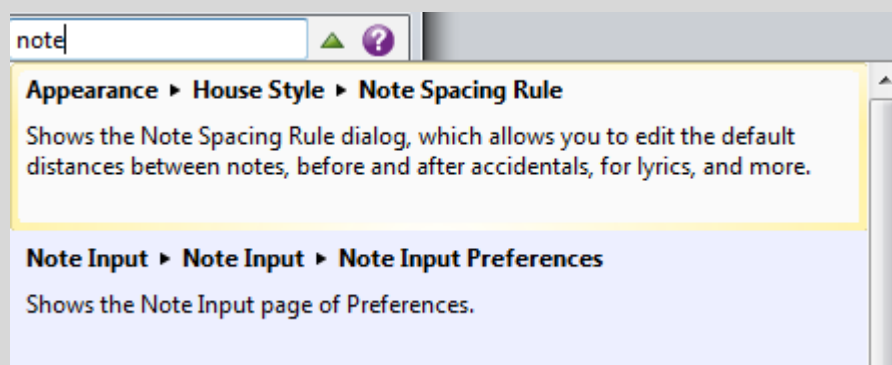 note
Appearance ▸ House Style ▸ Note Spacing Rule
Shows the Note Spacing Rule dialog, which allows you to edit the default
distances between notes, before and after accidentals, for lyrics, and more.
Note Input ▸ Note Input ▸ Note Input Preferences
Shows the Note Input page of Preferences.